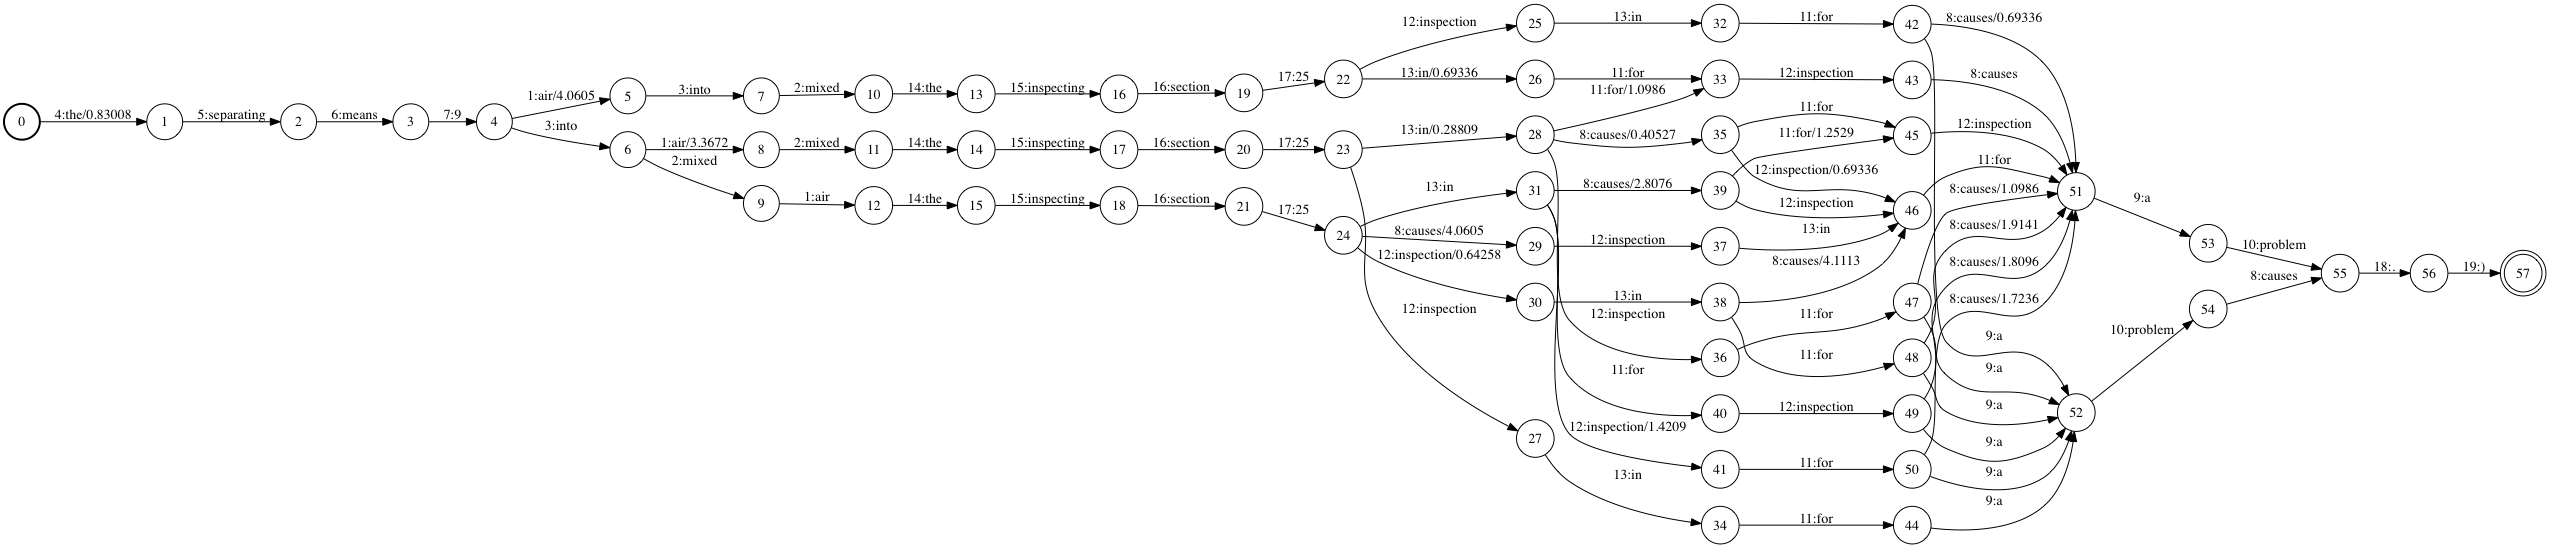 0 4:the/0.83008 1 5:separating 2 6:means 3 7:9 4
1:air/4.0605 5 3:into 7 2:mixed 10 14:the 13 15:inspecting 16 16:section 19 17:25 22
3:into 6 1:air/3.3672 8 2:mixed 11 14:the 14 15:inspecting 17 16:section 20 17:25 23
2:mixed 9 1:air 12 14:the 15 15:inspecting 18 16:section 21 17:25 24
12:inspection 25 13:in 32 11:for 42 8:causes/0.69336
13:in/0.69336 26 11:for 33 12:inspection 43 8:causes
11:for/1.0986
13:in/0.28809 28 8:causes/0.40527 35 11:for 45 12:inspection
11:for/1.2529
12:inspection/0.69336
13:in 31 8:causes/2.8076 39 12:inspection 46 11:for 51
8:causes/4.0605 29 12:inspection 37 13:in
12:inspection/0.64258 30 13:in 38 8:causes/4.1113
12:inspection 12:inspection 36 11:for 47 8:causes/1.0986
11:for 48 8:causes/1.9141
11:for 40 12:inspection 49 8:causes/1.8096
12:inspection/1.4209 41 11:for 50 8:causes/1.7236
27 13:in 34 11:for 44
9:a
9:a
9:a
9:a
9:a
9:a
52
9:a 53 10:problem 55 18:. 56 19:) 57
10:problem 54 8:causes